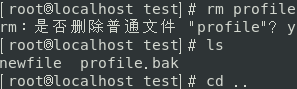 [root@localhost test]# rm profile
rm：是否删除普通文件 "profile"？y
[root@localhost test]# ls
newfile  profile.bak
[root@localhost test]# cd ..